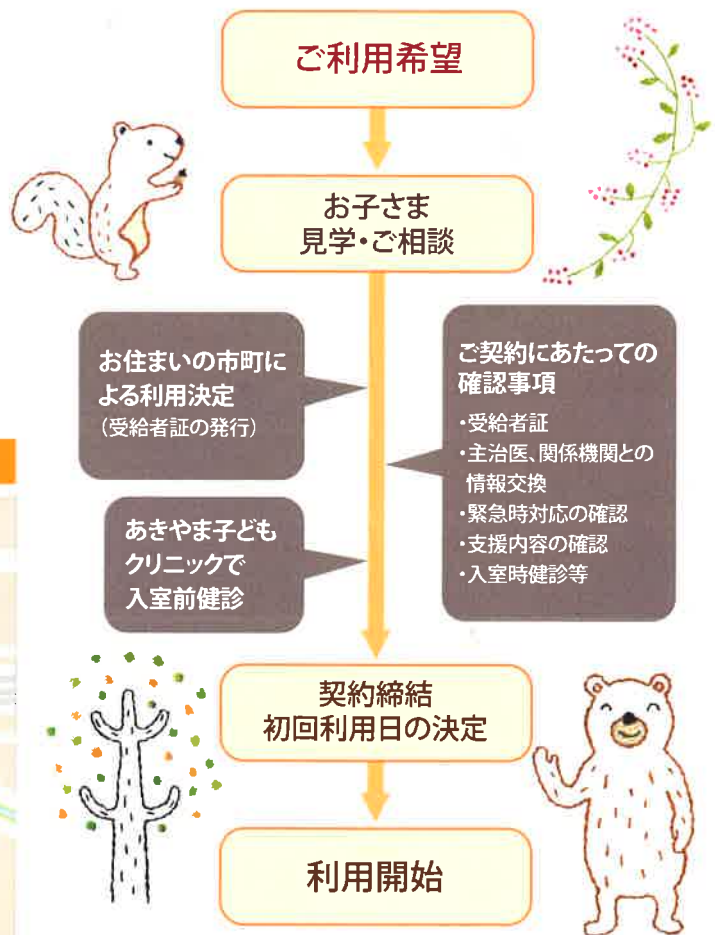 ご利用希望
お子さま
見学・ご相談
お住まいの市町に
よる利用決定
(受給者証の発行)
ご契約にあたっての
確認事項
・受給者証
・主治医、関係機関との
情報交換
・緊急時対応の確認
・支援内容の確認
・入室時健診等
あきやま子ども
クリニックで
入室前健診
契約締結
初回利用日の決定
利用開始